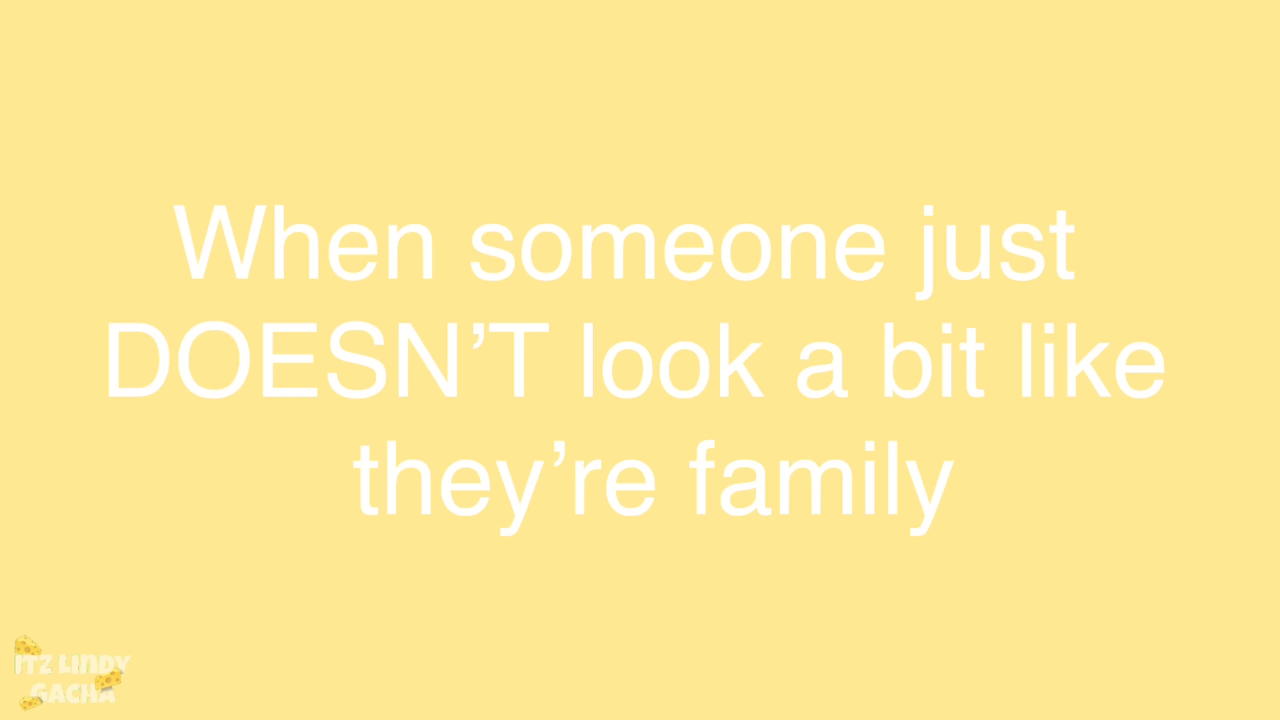 When someone just
DOESN’T look a bit like
they’re family
ITZ LINDY
GACHA